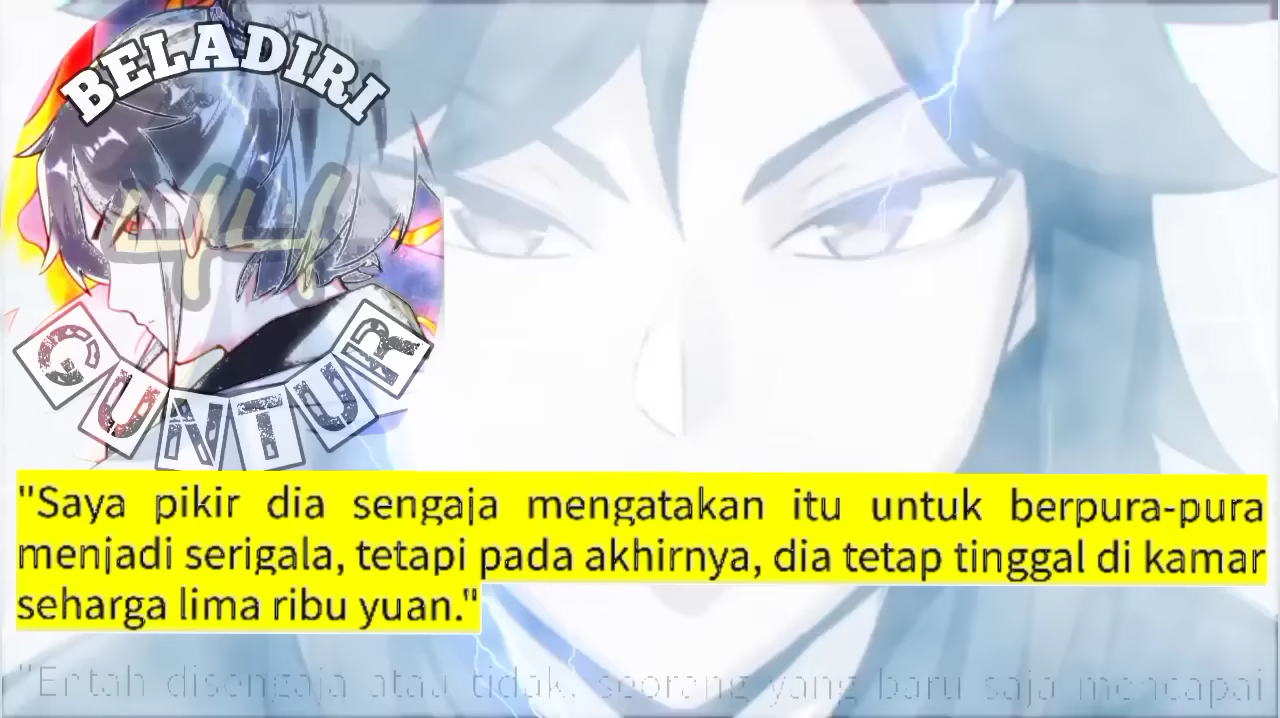 BELADIRI
GUNTUR
"Saya pikir dia sengaja mengatakan itu untuk berpura-pura
menjadi serigala, tetapi pada akhirnya, dia tetap tinggal di kamar
seharga lima ribu yuan."
"Entah disengaja atau tidak, seorang yang baru saja mencapai